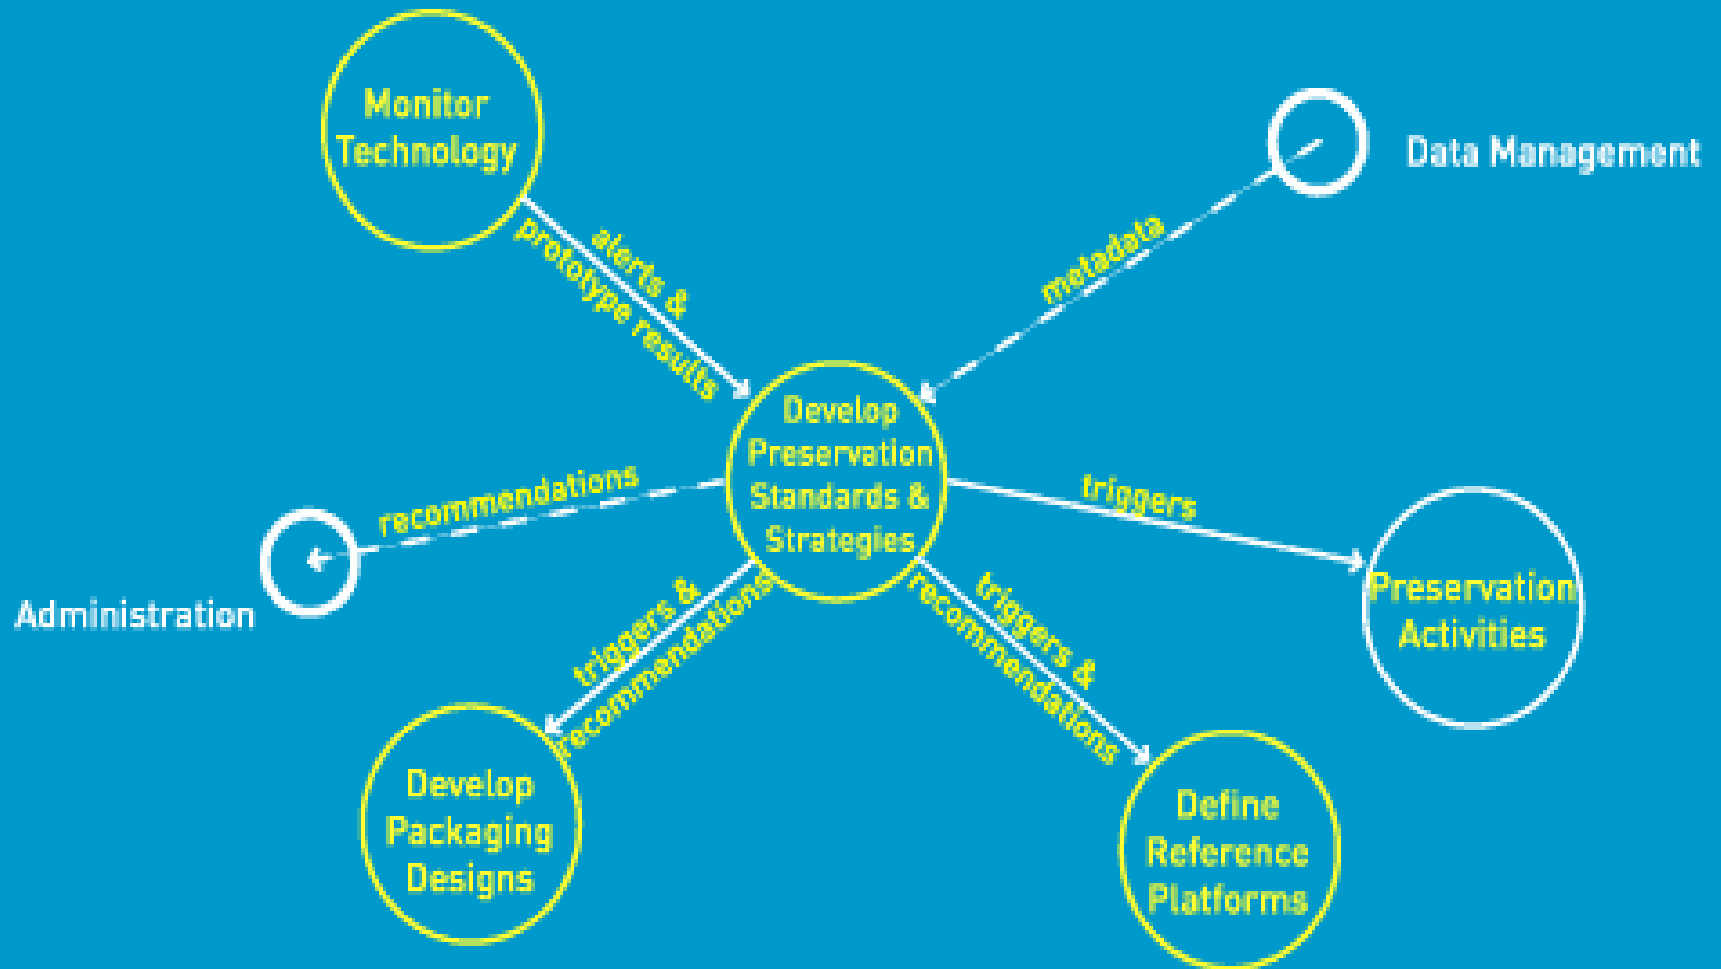 Monitor
Technology
Data Management
alerts &
prototype results
metadata
Develop
Preservation
Standards &
Strategies
recommendations
triggers
Administration
Preservation
Activities
triggers &
recommendations
triggers &
recommendations
Develop
Packaging
Designs
Define
Reference
Platforms